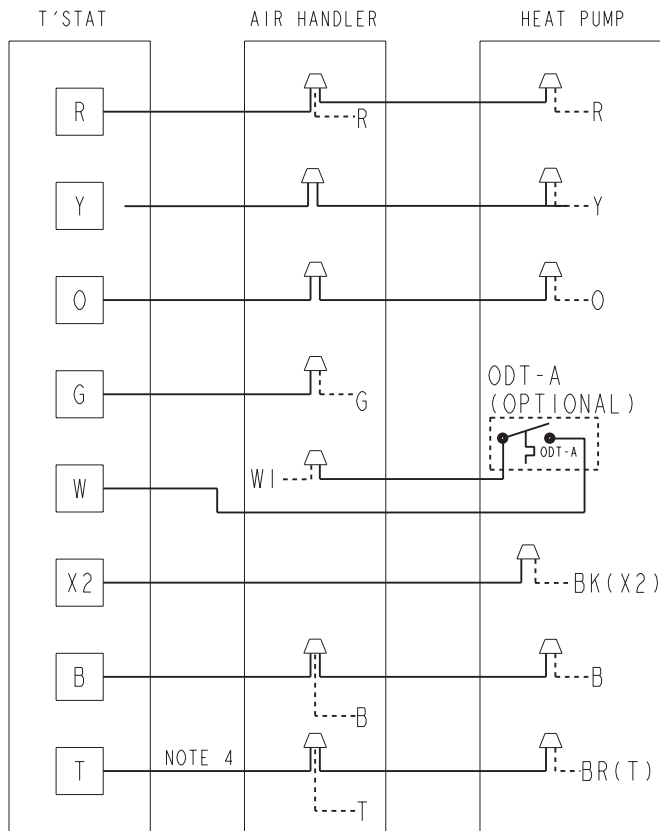 T'STAT AIR HANDLER HEAT PUMP
R R R
Y Y
O O
G G
ODT-A
(OPTIONAL)
ODT-A
W1
W
X2 BK(X2)
B B B
T NOTE 4 T BR(T)